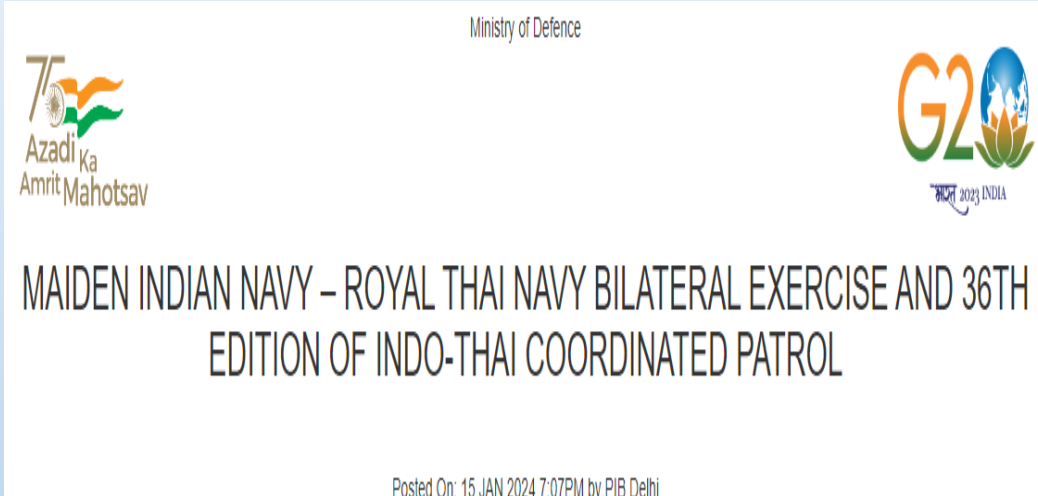 Ministry of Defence
75
Azadi Ka
Amrit Mahotsav
G20
भारत 2023 INDIA
MAIDEN INDIAN NAVY – ROYAL THAI NAVY BILATERAL EXERCISE AND 36TH
EDITION OF INDO-THAI COORDINATED PATROL
Posted On: 15 JAN 2024 7:07PM by PIB Delhi